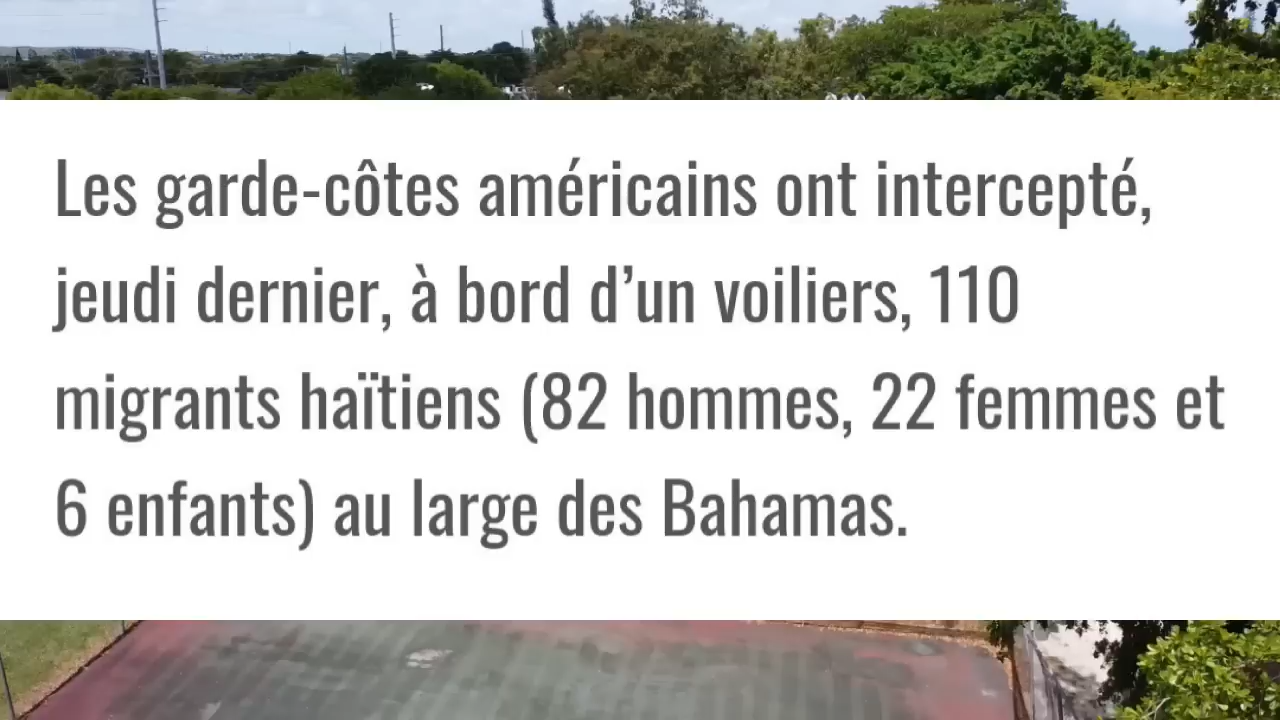 Les garde-côtes américains ont intercepté,
jeudi dernier, à bord d’un voiliers, 110
migrants haïtiens (82 hommes, 22 femmes et
6 enfants) au large des Bahamas.